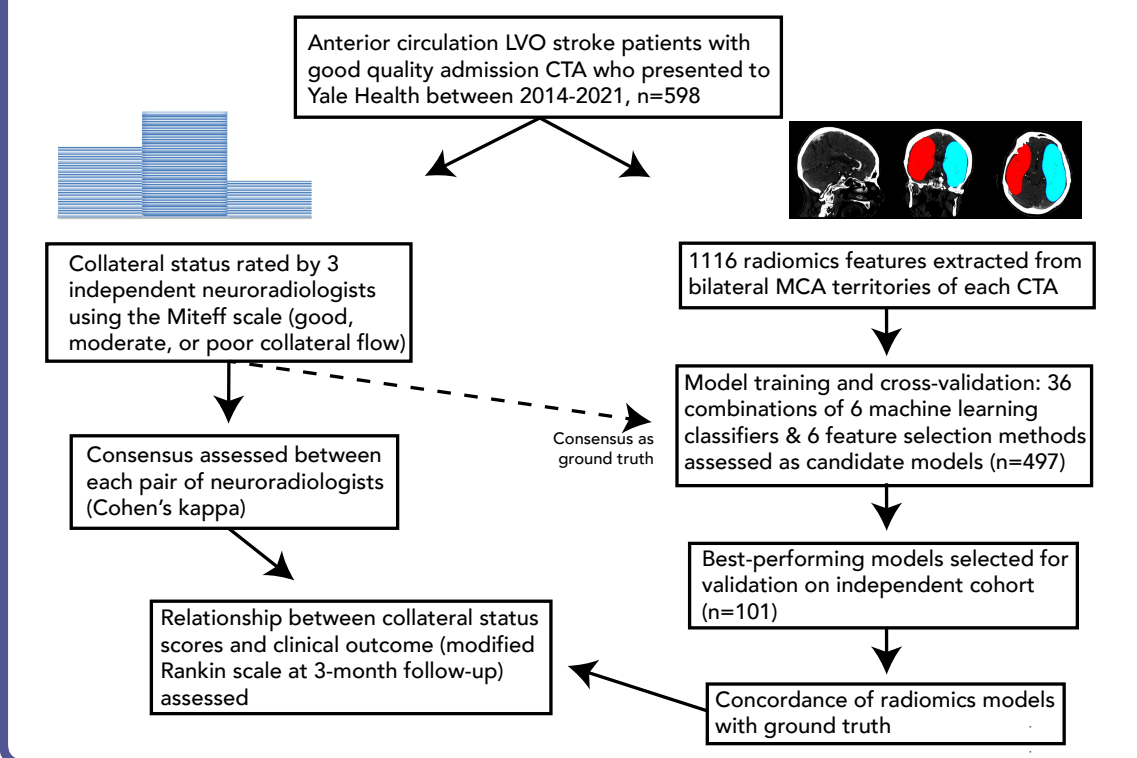 Anterior circulation LVO stroke patients with
good quality admission CTA who presented to
Yale Health between 2014-2021, n=598
Collateral status rated by 3
independent neuroradiologists
using the Miteff scale (good,
moderate, or poor collateral flow)
1116 radiomics features extracted from
bilateral MCA territories of each CTA
Model training and cross-validation: 36
combinations of 6 machine learning
classifiers & 6 feature selection methods
assessed as candidate models (n=497)
Consensus as
ground truth
Consensus assessed between
each pair of neuroradiologists
(Cohen's kappa)
Best-performing models selected for
validation on independent cohort
(n=101)
Relationship between collateral status
scores and clinical outcome (modified
Rankin scale at 3-month follow-up)
assessed
Concordance of radiomics models
with ground truth